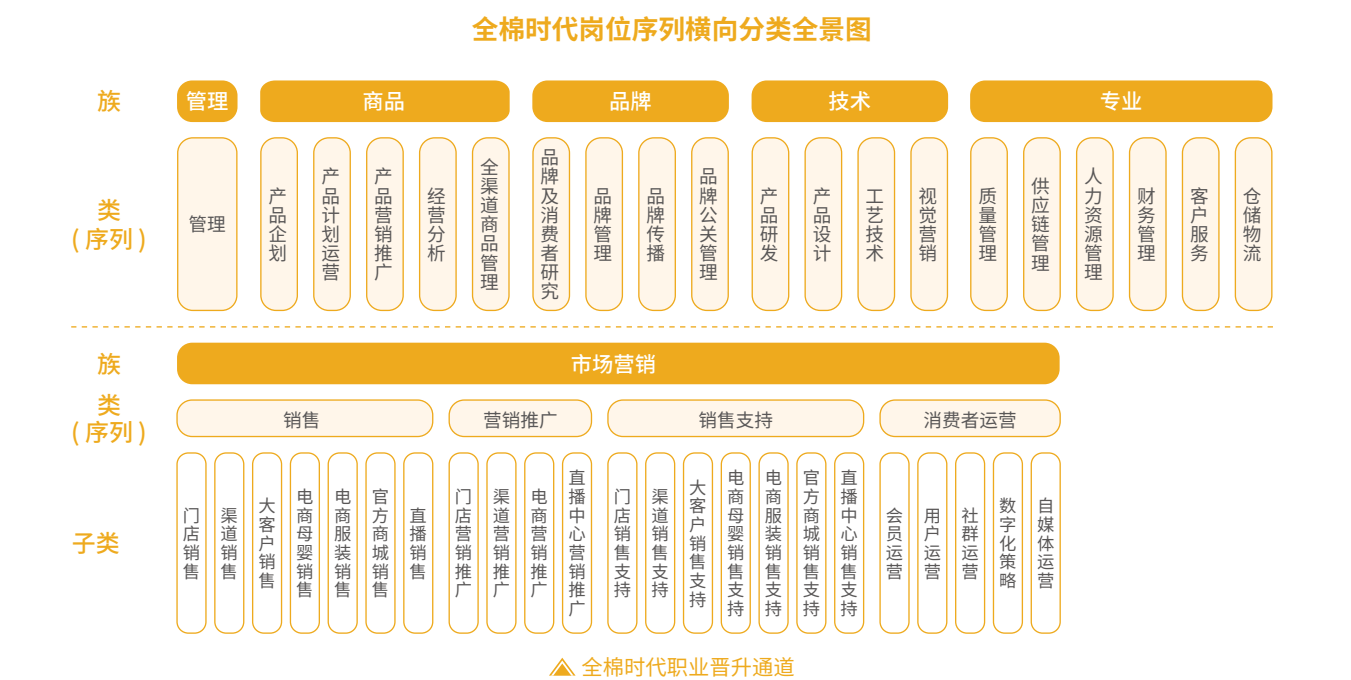 全棉时代岗位序列横向分类全景图
族
管理
商品
品牌
技术
专业
类
(序列)
管理
产品企划
产品计划运营
产品营销推广
经营分析
全渠道商品管理
品牌及消费者研究
品牌管理
品牌传播
品牌公关管理
产品研发
产品设计
工艺技术
视觉营销
质量管理
供应链管理
人力资源管理
财务管理
客户服务
仓储物流
族
市场营销
类
(序列)
销售
营销推广
销售支持
消费者运营
子类
门店销售
渠道销售
大客户销售
电商母婴销售
电商服装销售
官方商城销售
直播销售
门店营销推广
渠道营销推广
电商营销推广
直播中心营销推广
门店销售支持
渠道销售支持
大客户销售支持
电商母婴销售支持
电商服装销售支持
官方商城销售支持
直播中心销售支持
会员运营
用户运营
社群运营
数字化策略
自媒体运营
全棉时代职业晋升通道